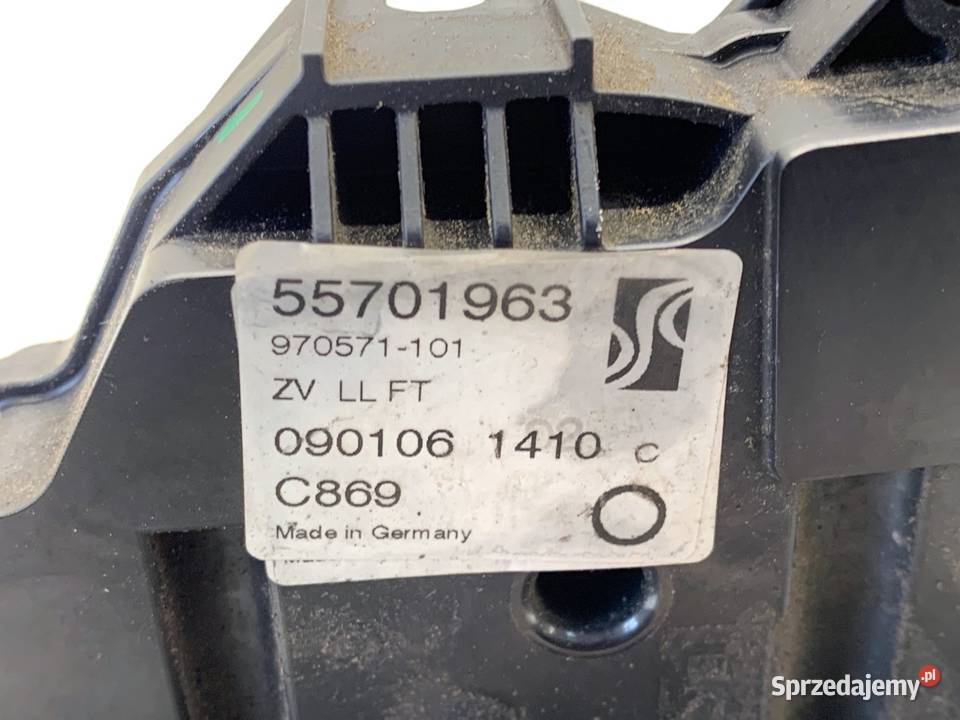 55701963
970571-101
ZV LL FT
090106 1410 C
C869
Made in Germany
Sprzedajemy.pl